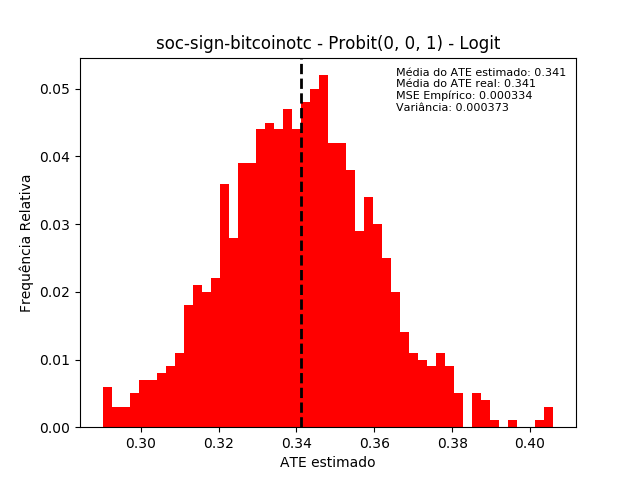 soc-sign-bitcoinotc - Probit(0, 0, 1) - Logit
Média do ATE estimado: 0.341
Média do ATE real: 0.341
MSE Empírico: 0.000334
Variância: 0.000373
Frequência Relativa
0.05
0.04
0.03
0.02
0.01
0.00
0.30 0.32 0.34 0.36 0.38 0.40
ATE estimado